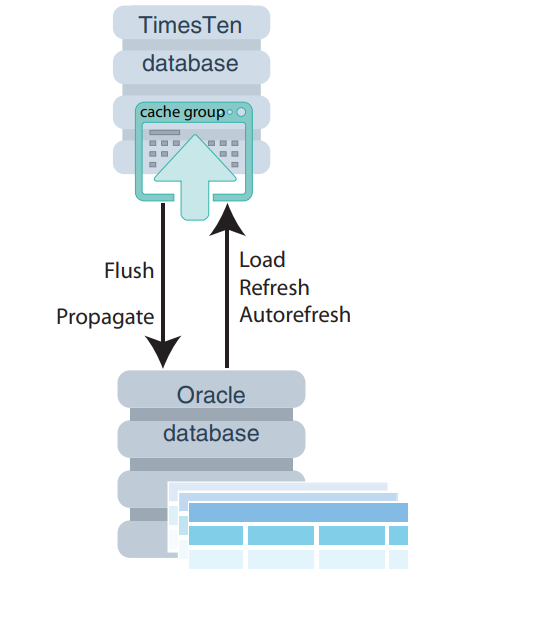 TimesTen
database
cache group
Flush
Propagate
Load
Refresh
Autorefresh
Oracle
database